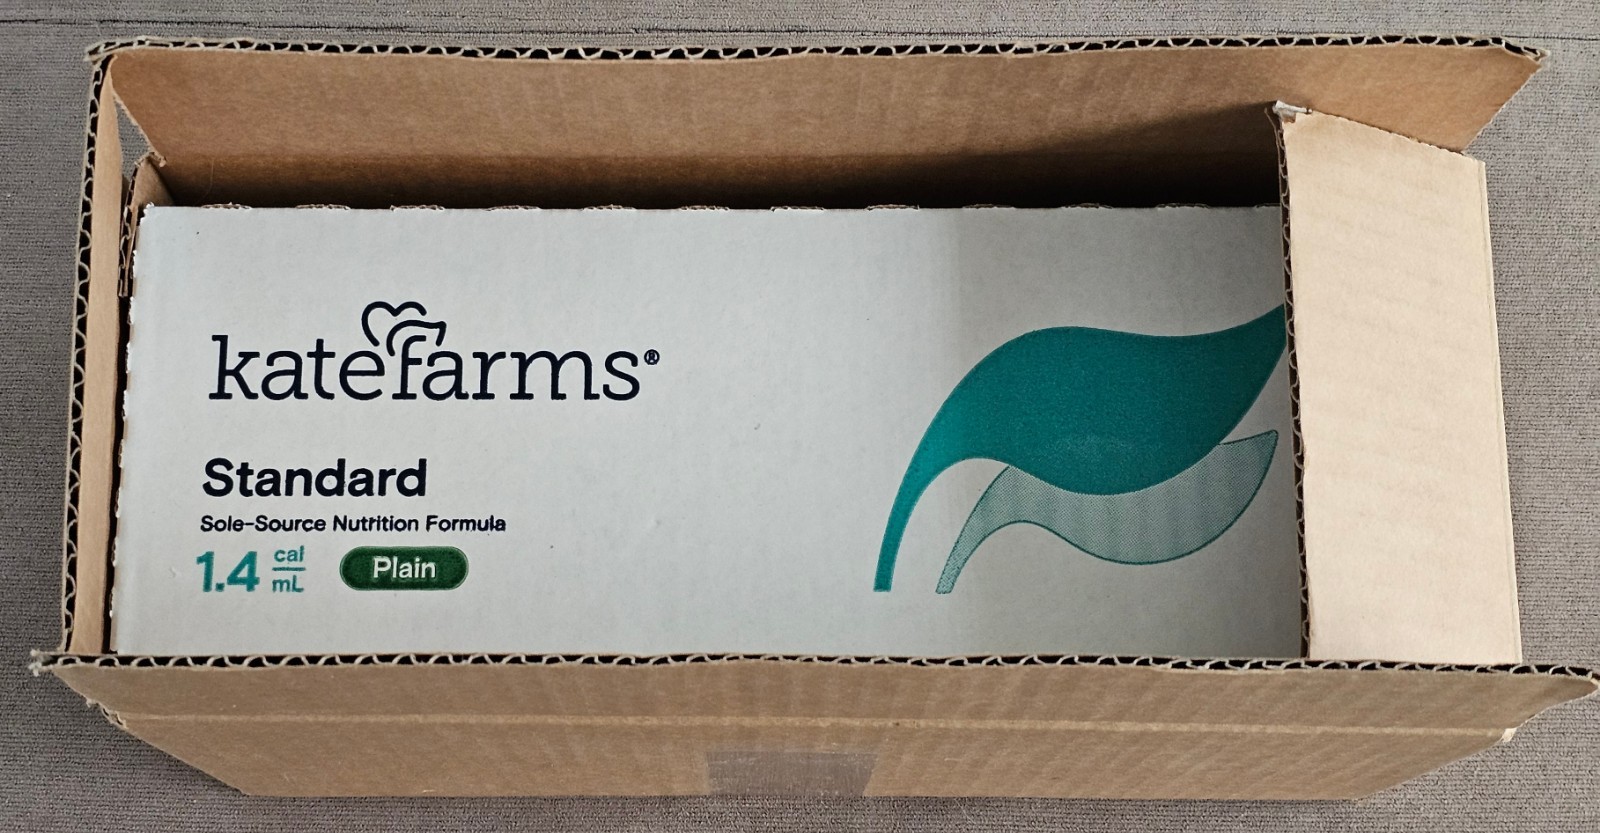 katefarms®
Standard
Sole-Source Nutrition Formula
1.4 cal
mL
Plain